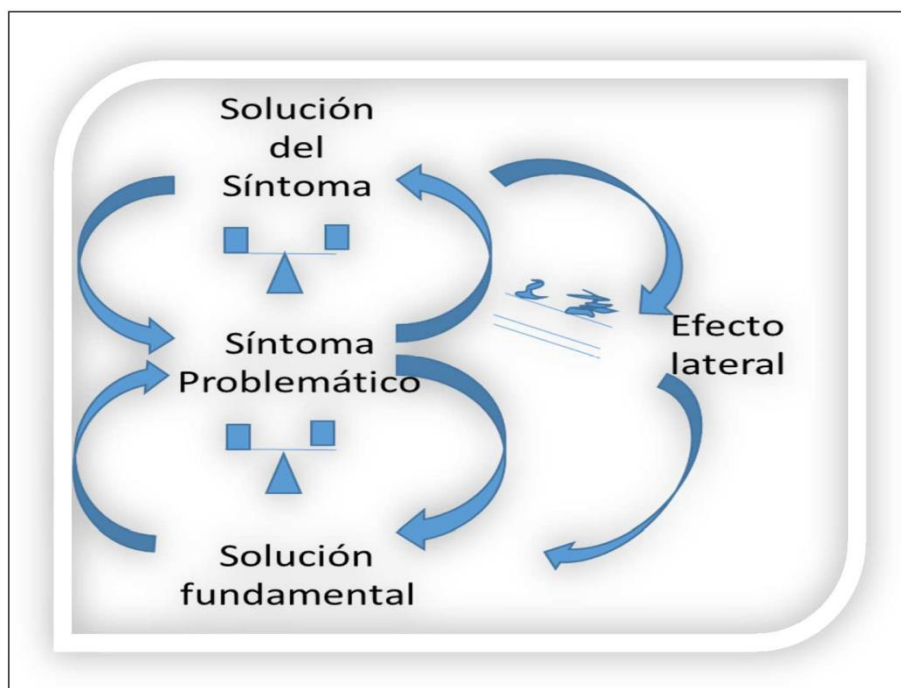 Solución
del
Síntoma
Síntoma
Problemático
Efecto
lateral
Solución
fundamental